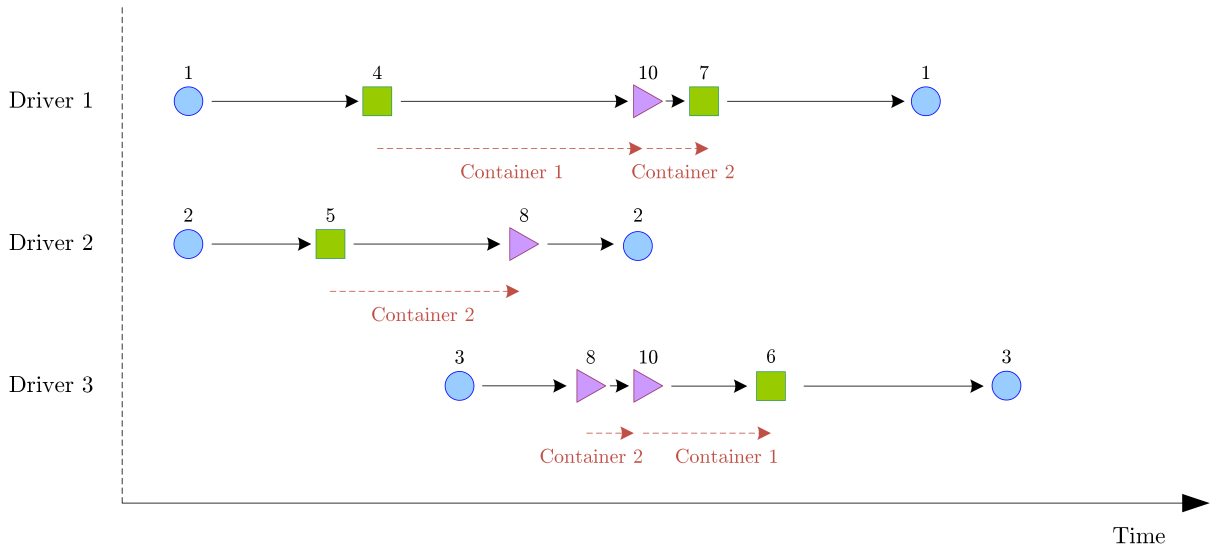 1 4 10 7 1
Driver 1
Container 1 Container 2
2 5 8 2
Driver 2
Container 2
3 8 10 6 3
Driver 3
Container 2 Container 1
Time